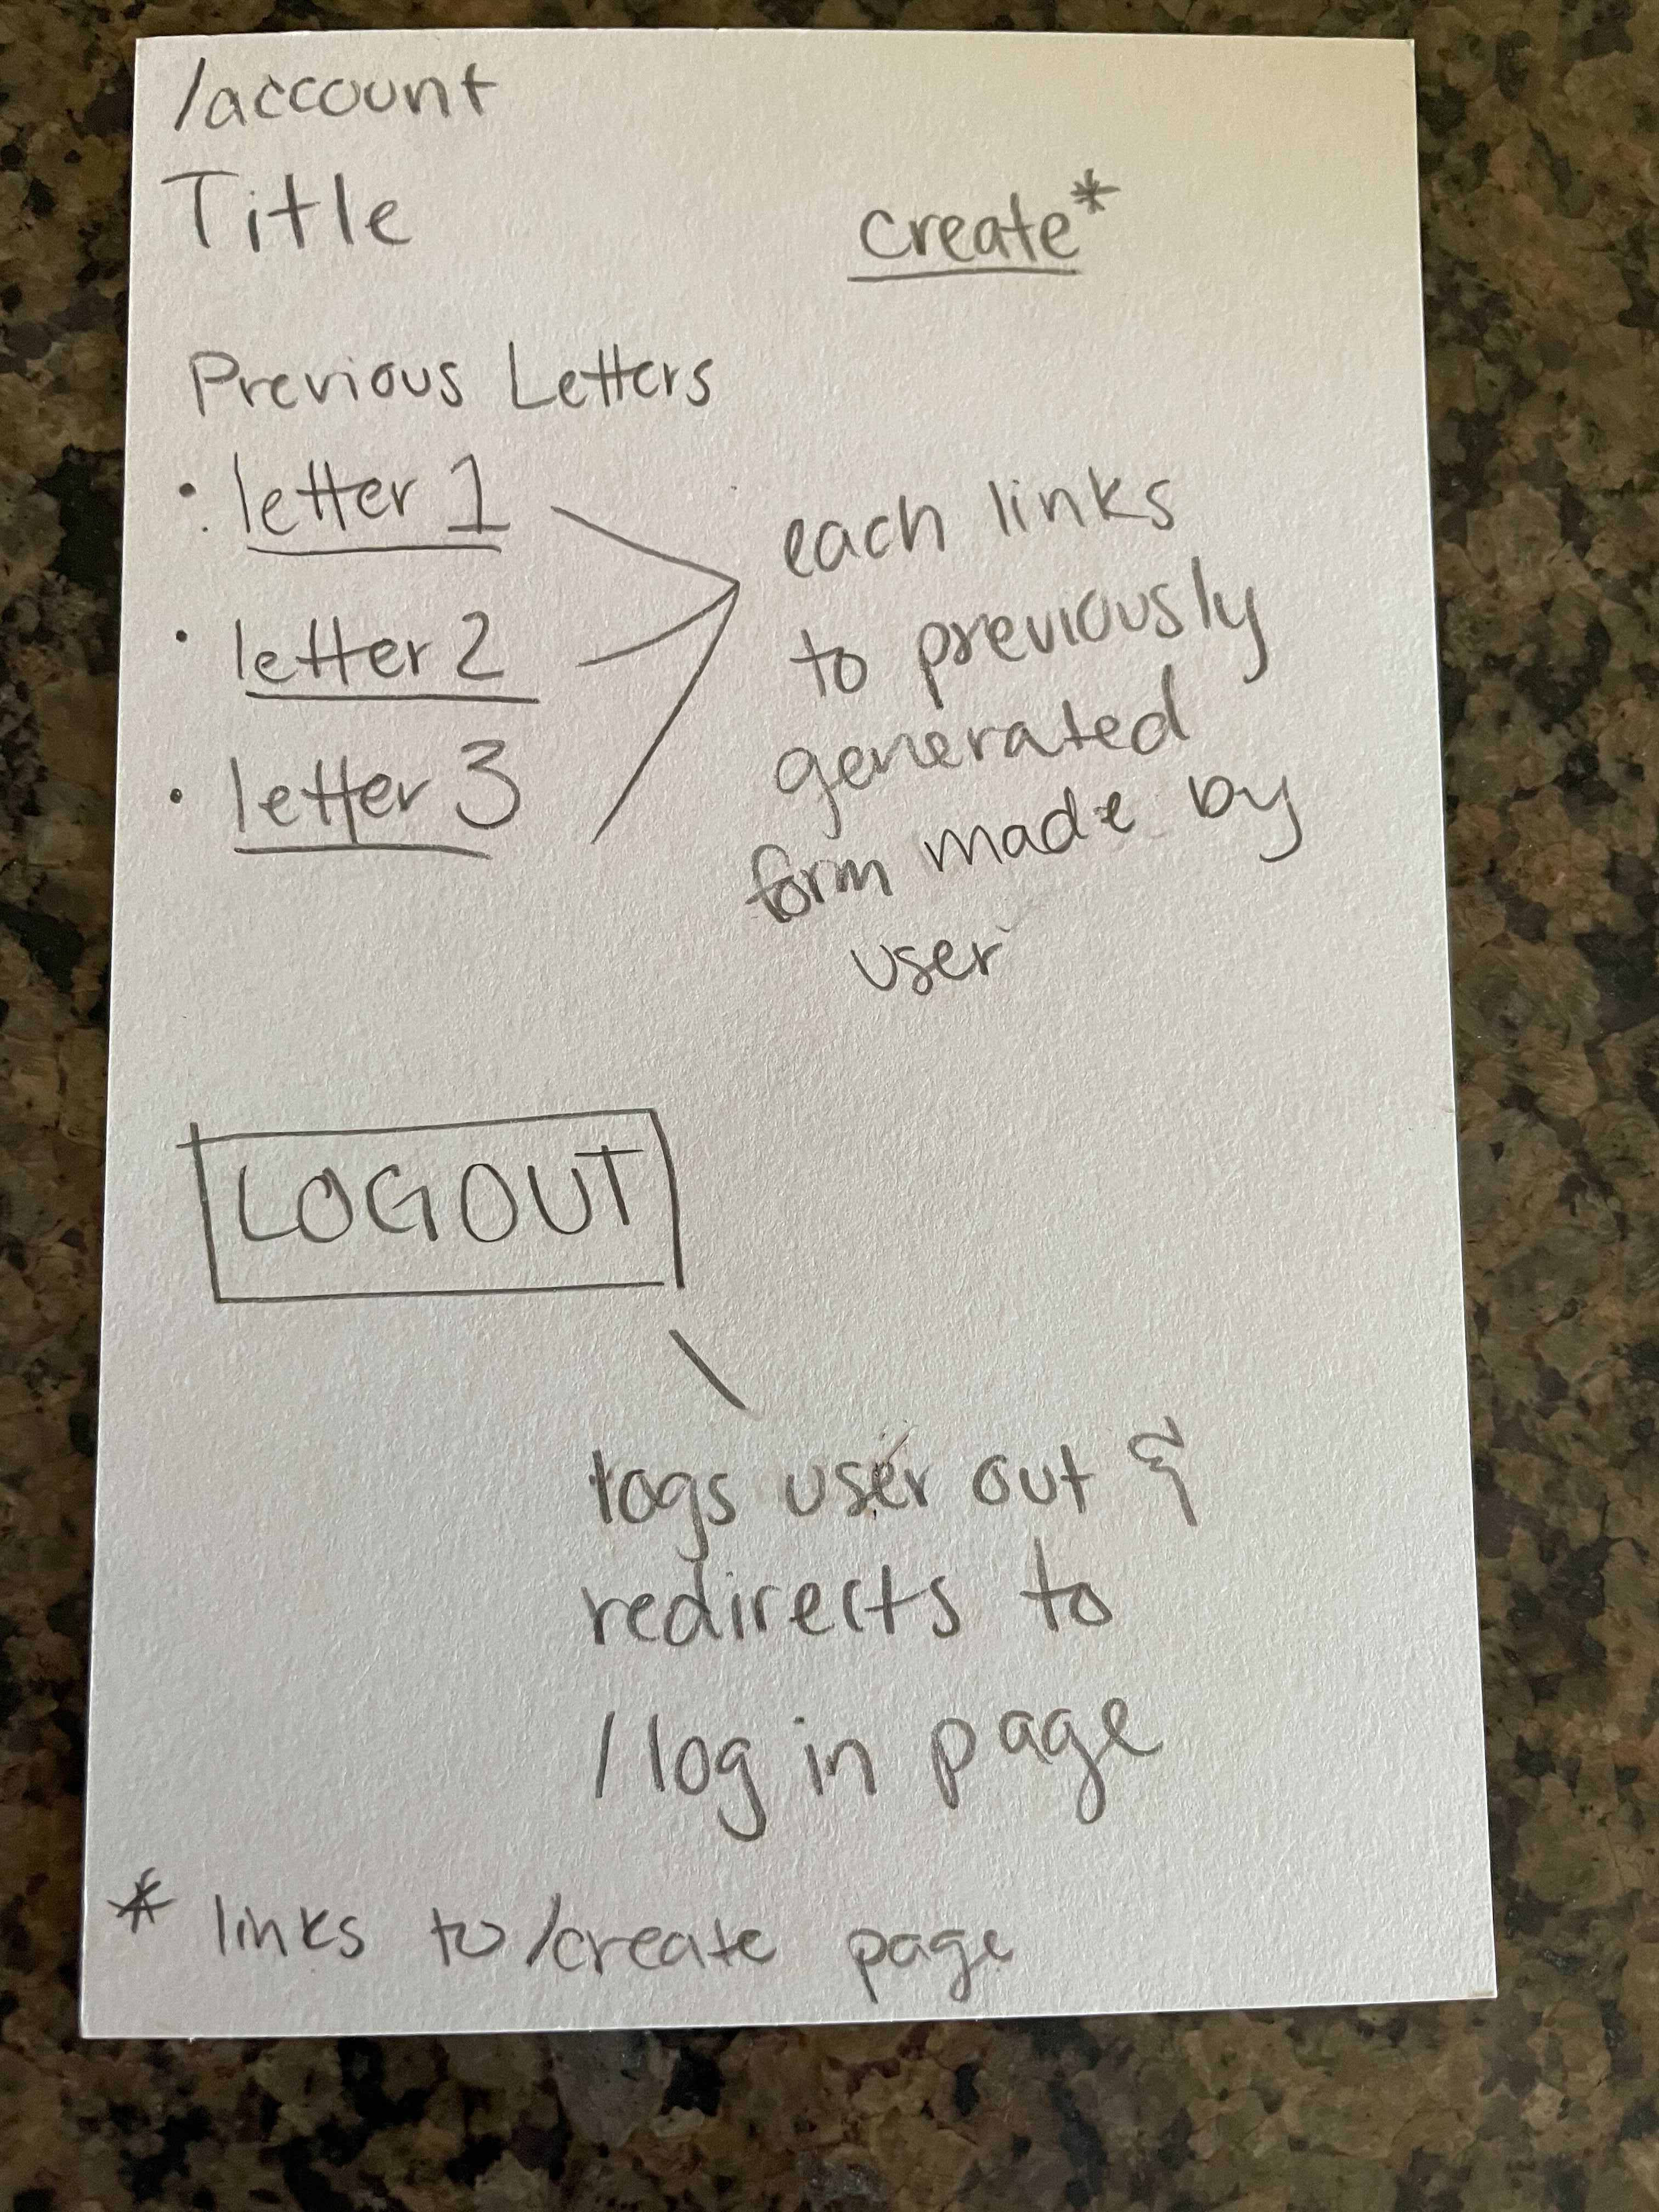 /account
Title
create*
Previous Letters
• letter 1
• letter 2
• letter 3
each links
to previously
generated
form made by
user
LOGOUT
logs user out &
redirects to
/log in page
* links to /create page